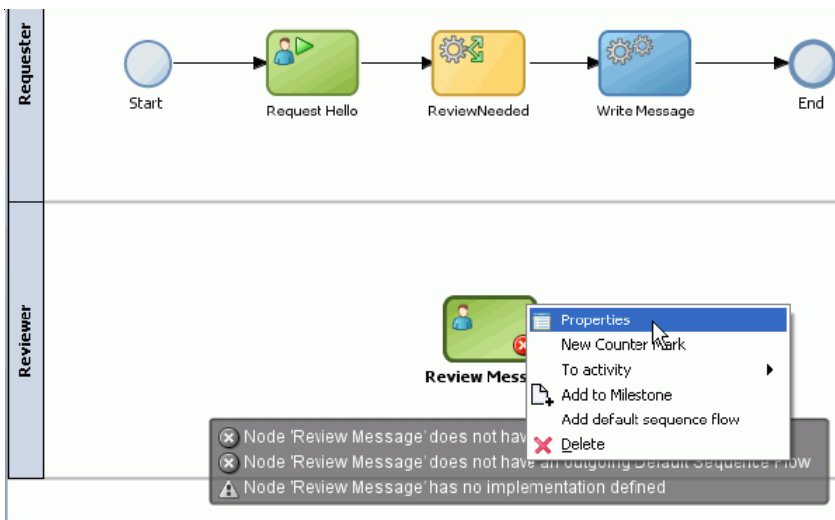 Requester
Start
Request Hello
ReviewNeeded
Write Message
End
Reviewer
Review Mess
Properties
New Counter Mark
To activity
Add to Milestone
Add default sequence flow
Delete
Node 'Review Message' does not hav
Node 'Review Message' does not have an outgoing Default Sequence Flow
Node 'Review Message' has no implementation defined